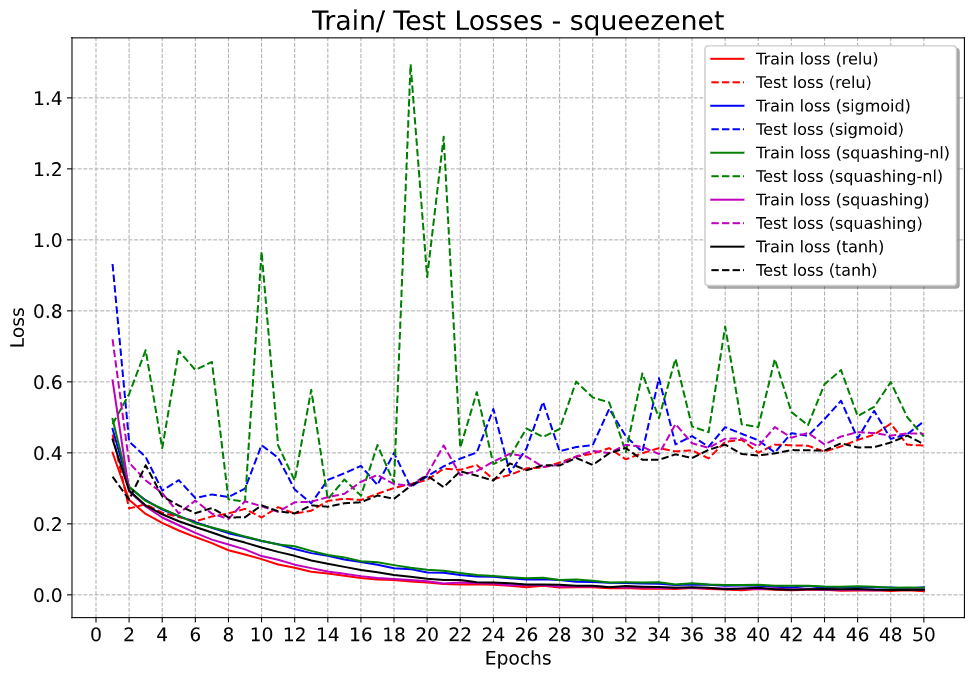 Train/ Test Losses - squeezenet
Train loss (relu)
Test loss (relu)
Train loss (sigmoid)
Test loss (sigmoid)
Train loss (squashing-nl)
Test loss (squashing-nl)
Train loss (squashing)
Test loss (squashing)
Train loss (tanh)
Test loss (tanh)
1.4
1.2
1.0
0.8
0.6
0.4
0.2
0.0
Loss
0 2 4 6 8 10 12 14 16 18 20 22 24 26 28 30 32 34 36 38 40 42 44 46 48 50
Epochs